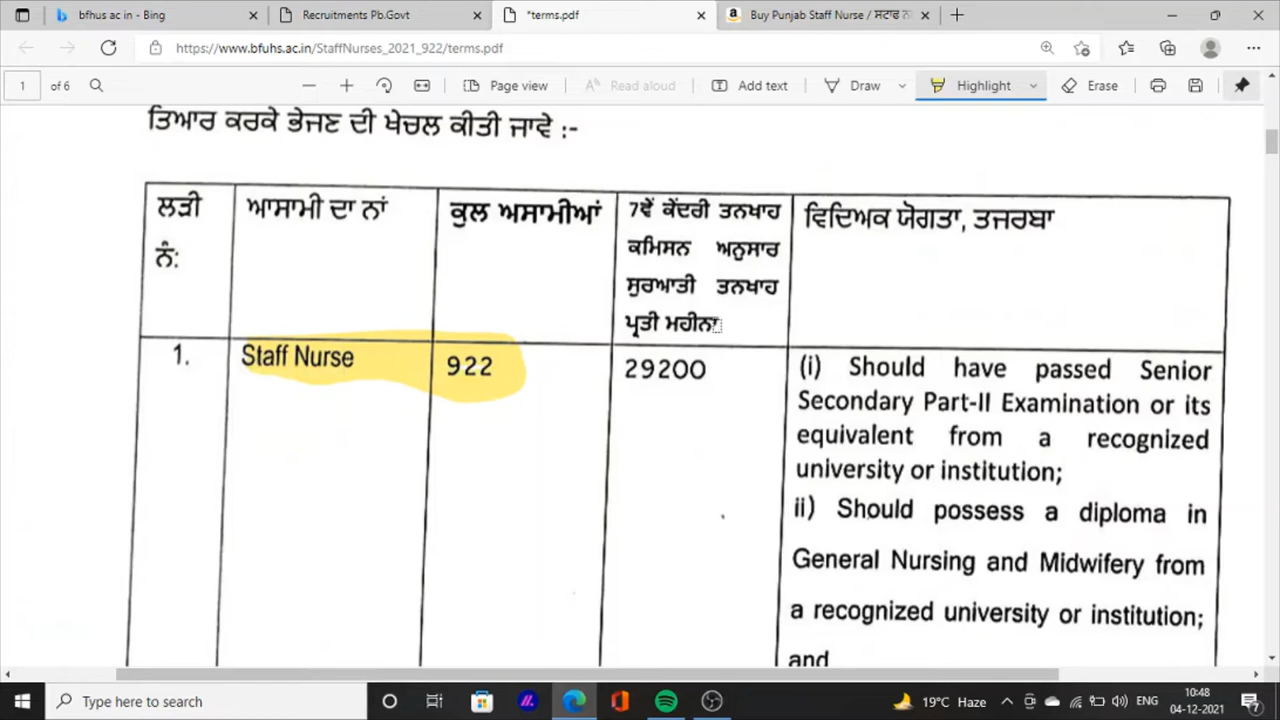 bfhus ac in - Bing
Recruitments Pb.Govt
*terms.pdf
Buy Punjab Staff Nurse / ਸਟਾਫ ਨਰ
https://www.bfuhs.ac.in/StaffNurses_2021_922/terms.pdf
1 of 6
Page view
Read aloud
Add text
Draw
Highlight
Erase
ਤਿਆਰ ਕਰਕੇ ਭੇਜਣ ਦੀ ਖੇਚਲ ਕੀਤੀ ਜਾਵੇ :-
ਲੜੀ
ਨੰ:
ਆਸਾਮੀ ਦਾ ਨਾਂ
ਕੁਲ ਅਸਾਮੀਆਂ
7ਵੇਂ ਕੇਂਦਰੀ ਤਨਖਾਹ
ਕਮਿਸਨ ਅਨੁਸਾਰ
ਸੁਰਆਤੀ ਤਨਖਾਹ
ਪ੍ਰਤੀ ਮਹੀਨਾ
ਵਿਦਿਅਕ ਯੋਗਤਾ, ਤਜਰਬਾ
1.
Staff Nurse
922
29200
(i) Should have passed Senior
Secondary Part-II Examination or its
equivalent from a recognized
university or institution;
ii) Should possess a diploma in
General Nursing and Midwifery from
a recognized university or institution;
and
Type here to search
19°C Haze
ENG
10:48
04-12-2021
7